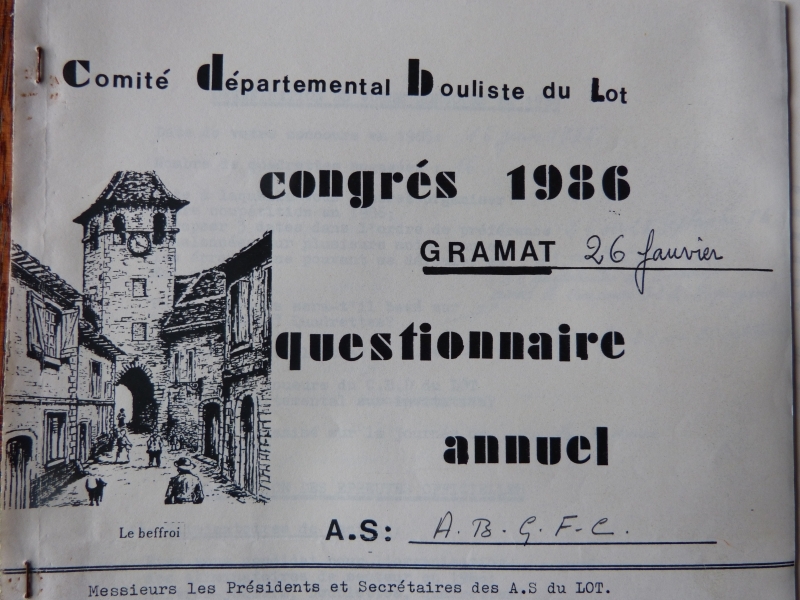 Comité départemental bouliste du Lot
congrés 1986
GRAMAT 26 Janvier
questionnaire
annuel
Le beffroi
A.S: A.B.G.F.C.
Messieurs les Présidents et Secrétaires des A.S du LOT.